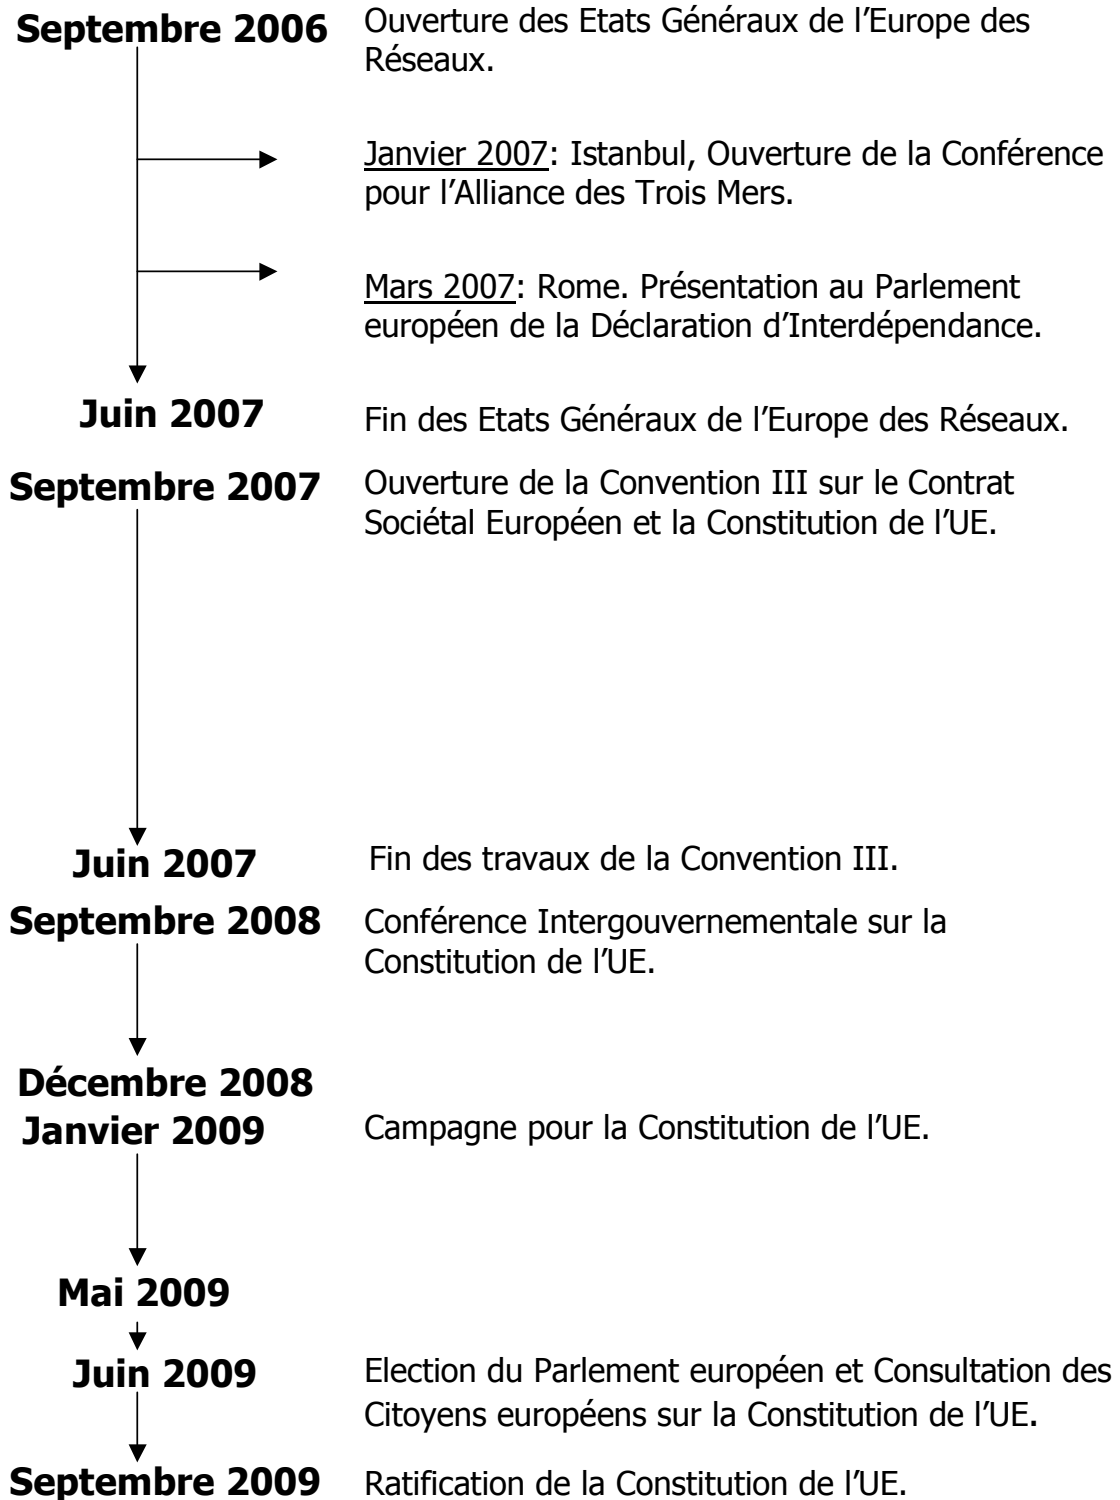 Septembre 2006
Ouverture des Etats Généraux de l’Europe des
Réseaux.
Janvier 2007: Istanbul, Ouverture de la Conférence
pour l’Alliance des Trois Mers.
Mars 2007: Rome. Présentation au Parlement
européen de la Déclaration d’Interdépendance.
Juin 2007
Fin des Etats Généraux de l’Europe des Réseaux.
Septembre 2007
Ouverture de la Convention III sur le Contrat
Sociétal Européen et la Constitution de l’UE.
Juin 2007
Fin des travaux de la Convention III.
Septembre 2008
Conférence Intergouvernementale sur la
Constitution de l’UE.
Décembre 2008
Janvier 2009
Campagne pour la Constitution de l’UE.
Mai 2009
Juin 2009
Election du Parlement européen et Consultation des
Citoyens européens sur la Constitution de l’UE.
Septembre 2009
Ratification de la Constitution de l’UE.